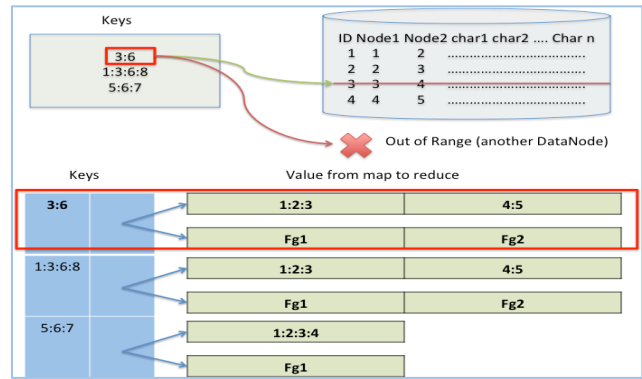 Keys
3:6
1:3:6:8
5:6:7
ID Node1 Node2 char1 char2 .... Char n
1 1 2 ..........................................
2 2 3 ..........................................
3 3 4 ..........................................
4 4 5 ..........................................
Out of Range (another DataNode)
Keys Value from map to reduce
3:6 1:2:3 4:5
Fg1 Fg2
1:3:6:8 1:2:3 4:5
Fg1 Fg2
5:6:7 1:2:3:4
Fg1